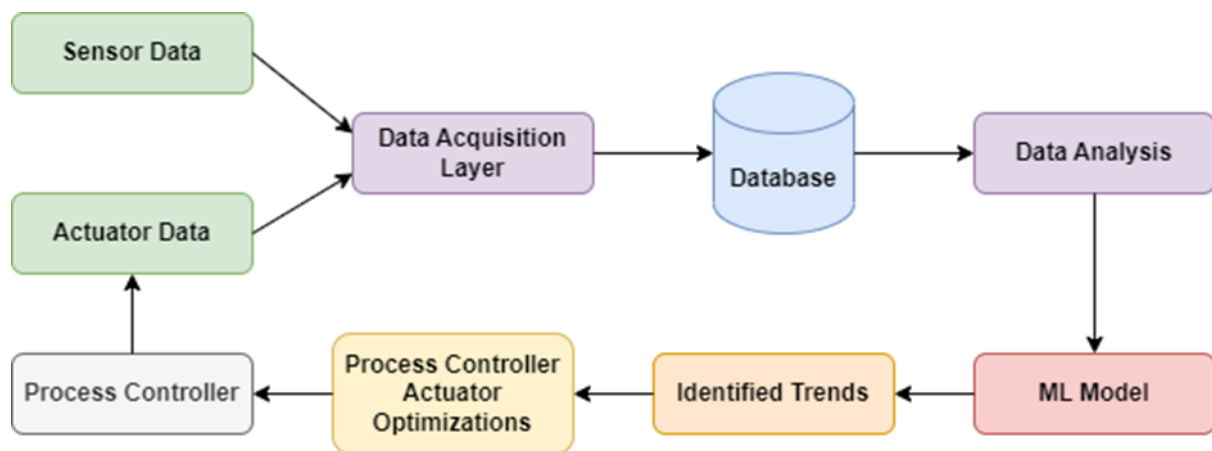 Sensor Data
Data Acquisition
Layer
Database
Data Analysis
Actuator Data
Process Controller
Process Controller
Actuator
Optimizations
Identified Trends
ML Model